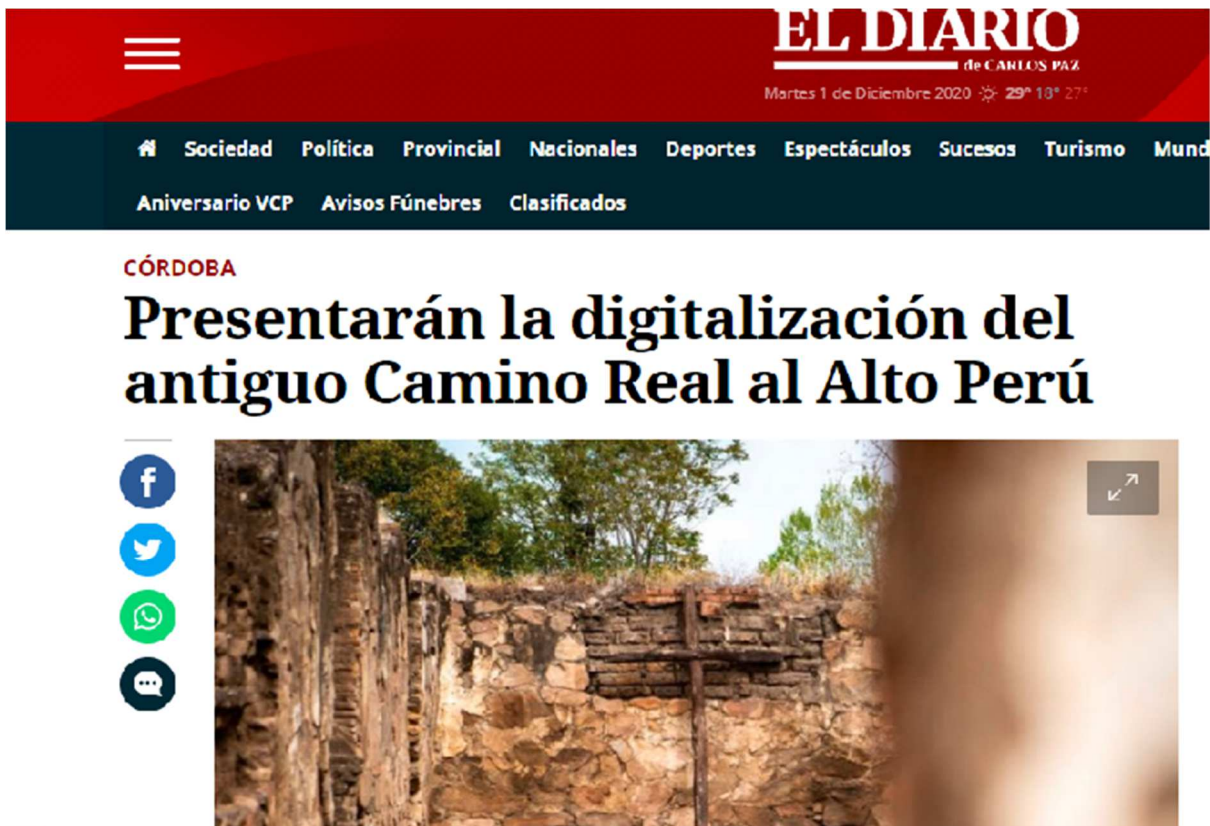 EL DIARIO
de CARLOS PAZ
Martes 1 de Diciembre 2020 29° 18° 27°
Sociedad Política Provincial Nacionales Deportes Espectáculos Sucesos Turismo Mund
Aniversario VCP Avisos Fúnebres Clasificados
CÓRDOBA
Presentarán la digitalización del
antiguo Camino Real al Alto Perú